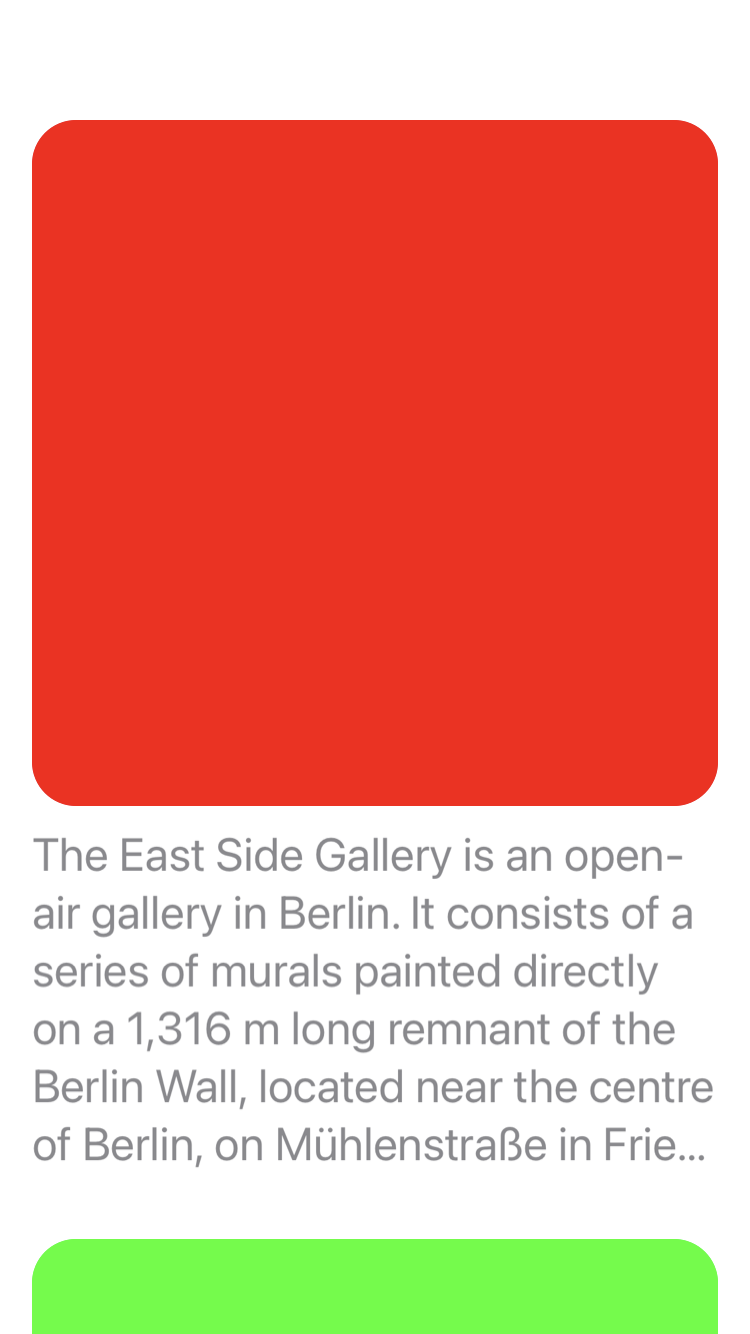 The East Side Gallery is an open-
air gallery in Berlin. It consists of a
series of murals painted directly
on a 1,316 m long remnant of the
Berlin Wall, located near the centre
of Berlin, on Mühlenstraße in Frie...